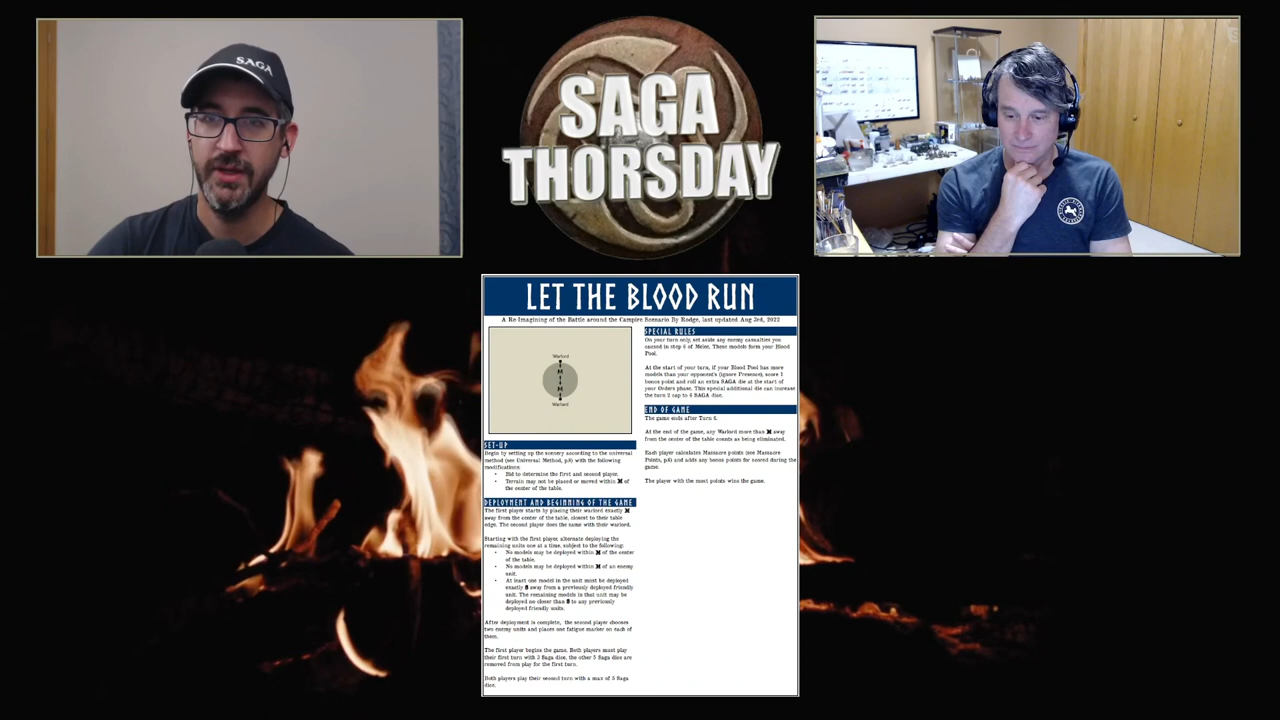 SAGA
SAGA
THORSDAY
LET THE BLOOD RUN
A Re-Imagining of the Battle around the Campire Scenario By Rodge, last updated Aug 3rd, 2022
Warlord
M
M
Warlord
SET-UP
Begin by setting up the scenery according to the universal
method (see Universal Method, p.5) with the following
modifications:
• Bid to determine the first and second player.
• Terrain may not be placed or moved within M of
the center of the table.
DEPLOYMENT AND BEGINNING OF THE GAME
The first player starts by placing their warlord exactly M
away from the center of the table, closest to their table
edge. The second player does the same with their warlord.
Starting with the first player, alternate deploying the
remaining units one at a time, subject to the following:
• No models may be deployed within M of the center
of the table.
• No models may be deployed within M of an enemy
unit.
• At least one model in the unit must be deployed
exactly S away from a previously deployed friendly
unit. The remaining models in that unit may be
deployed no closer than S to any previously
deployed friendly units.
After deployment is complete, the second player chooses
two enemy units and places one fatigue marker on each of
them.
The first player begins the game. Both players must play
their first turn with 3 Saga dice, the other 5 Saga dice are
removed from play for the first turn.
Both players play their second turn with a max of 5 Saga
dice.
SPECIAL RULES
On your turn only, set aside any enemy casualties you
caused in step 6 of Melee. These models form your Blood
Pool.
At the start of your turn, if your Blood Pool has more
models than your opponent's (ignore Presence), score 1
bonus point and roll an extra SAGA die at the start of
your Orders phase. This special additional die can increase
the turn 2 cap to 6 SAGA dice.
END OF GAME
The game ends after Turn 6.
At the end of the game, any Warlord more than M away
from the center of the table counts as being eliminated.
Each player calculates Massacre points (see Massacre
Points, p.6) and adds any bonus points for scored during the
game.
The player with the most points wins the game.